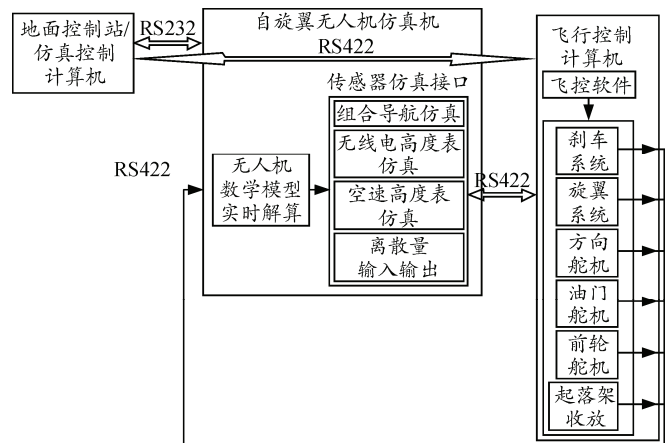 地面控制站/
仿真控制
计算机
RS232
自旋翼无人机仿真机
RS422
飞行控制
计算机
飞控软件
传感器仿真接口
组合导航仿真
无线电高度表
仿真
空速高度表
仿真
离散量
输入输出
RS422
无人机
数学模型
实时解算
RS422
刹车
系统
旋翼
系统
方向
舵机
油门
舵机
前轮
舵机
起落架
收放